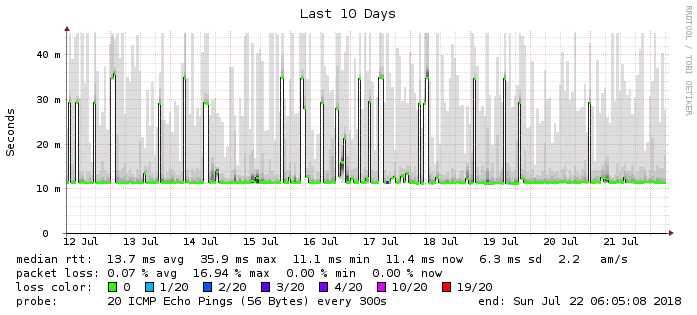 Last 10 Days
RRDTOOL / TOBI OETIKER
Seconds
40 m
30 m
20 m
10 m
0
12 Jul 13 Jul 14 Jul 15 Jul 16 Jul 17 Jul 18 Jul 19 Jul 20 Jul 21 Jul
median rtt: 13.7 ms avg 35.9 ms max 11.1 ms min 11.4 ms now 6.3 ms sd 2.2 am/s
packet loss: 0.07 % avg 16.94 % max 0.00 % min 0.00 % now
loss color: 0 1/20 2/20 3/20 4/20 10/20 19/20
probe: 20 ICMP Echo Pings (56 Bytes) every 300s end: Sun Jul 22 06:05:08 2018